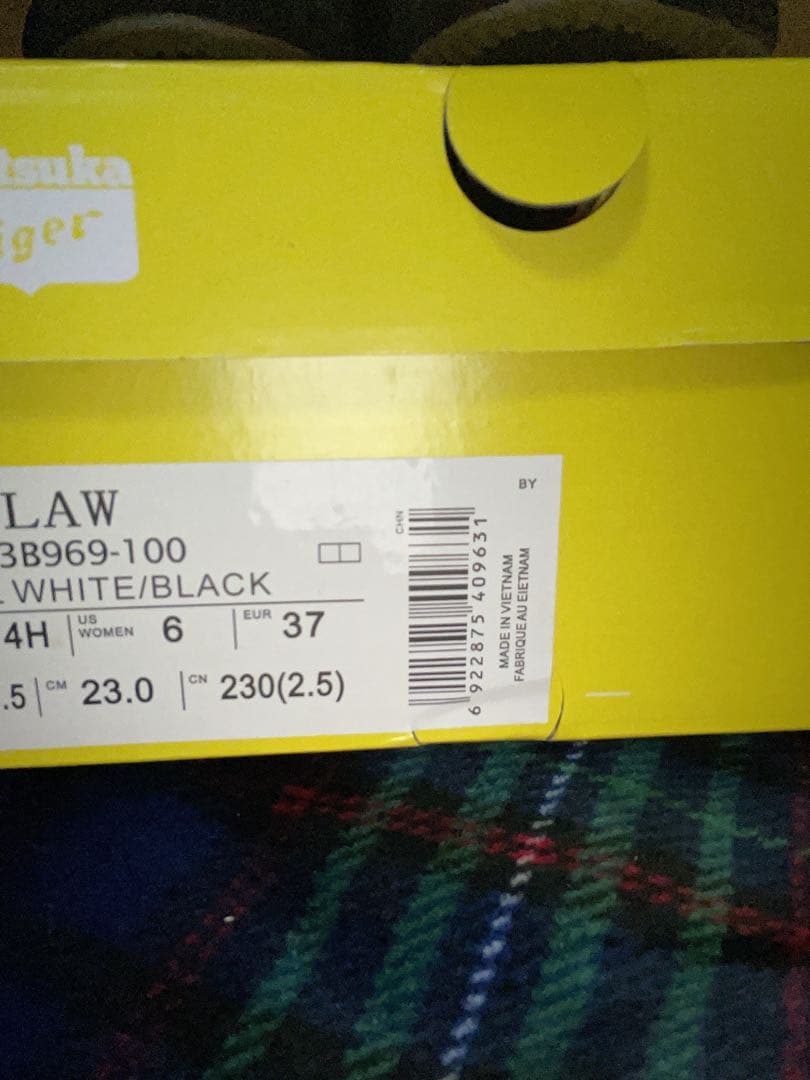 tsuka
iger
LAW
3B969-100
WHITE/BLACK
4H US WOMEN 6 EUR 37
.5 CM 23.0 CN 230(2.5)
CHN
6 922875 409631
BY
MADE IN VIETNAM
FABRIQUE AU EIETNAM